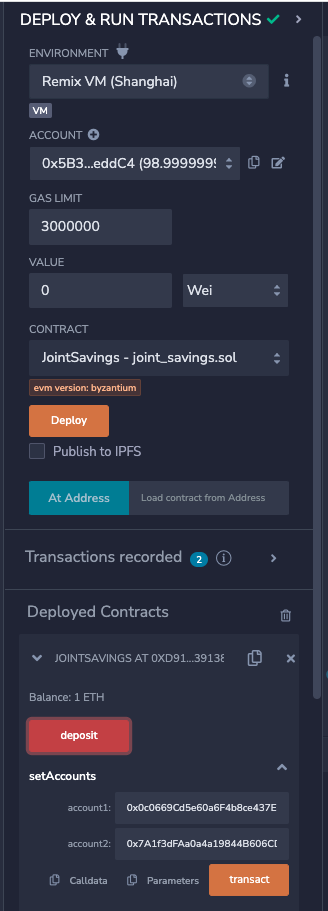 DEPLOY & RUN TRANSACTIONS
ENVIRONMENT
Remix VM (Shanghai)
VM
ACCOUNT
0x5B3...eddC4 (98.9999999
GAS LIMIT
3000000
VALUE
0 Wei
CONTRACT
JointSavings - joint_savings.sol
evm version: byzantium
Deploy
Publish to IPFS
At Address Load contract from Address
Transactions recorded 2 i
Deployed Contracts
JOINTSAVINGS AT 0XD91...39138
Balance: 1 ETH
deposit
setAccounts
account1: 0x0c0669Cd5e60a6F4b8ce437E
account2: 0x7A1f3dFAa0a4a19844B606CD
Calldata Parameters transact